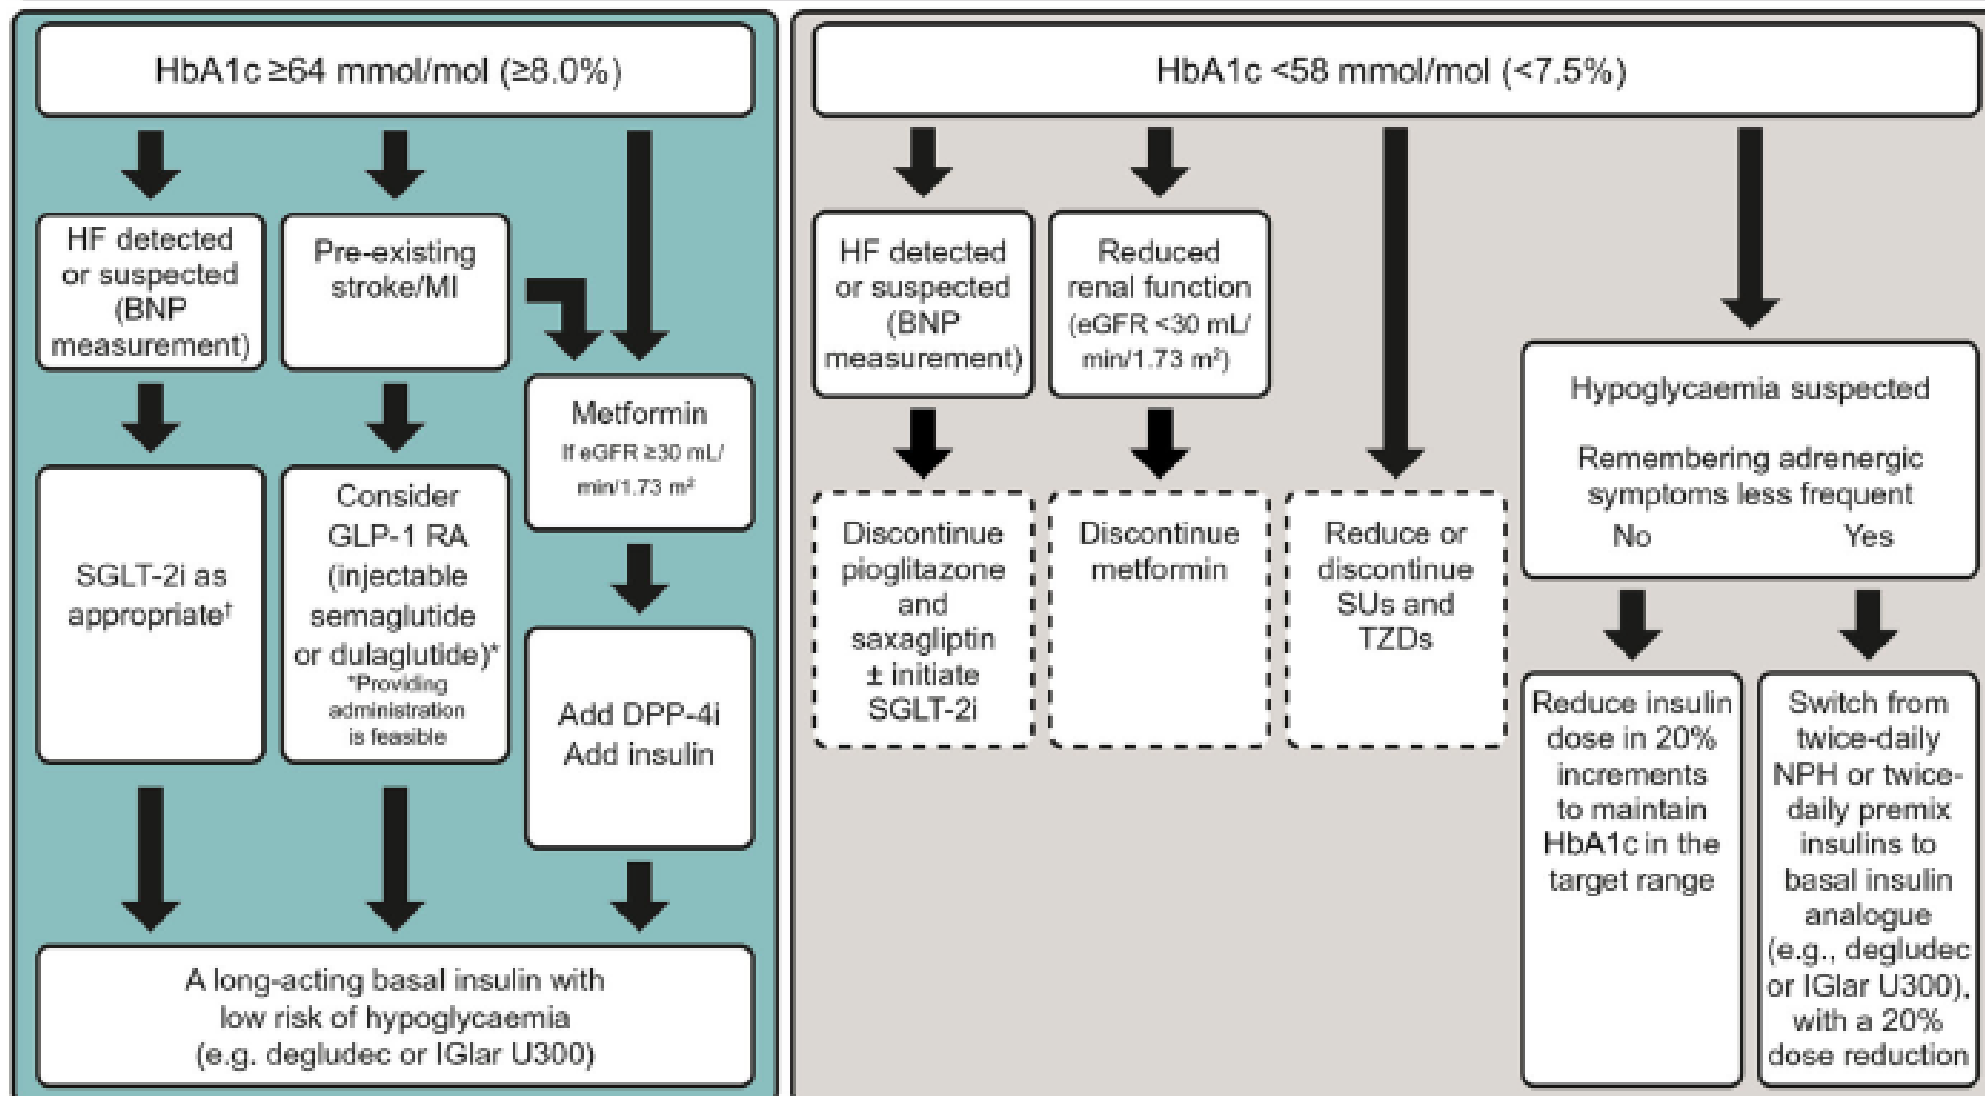 HbA1c ≥64 mmol/mol (≥8.0%)
HF detected
or suspected
(BNP
measurement)
Pre-existing
stroke/MI
Metformin
If eGFR ≥30 mL/
min/1.73 m²
SGLT-2i as
appropriate†
Consider
GLP-1 RA
(injectable
semaglutide
or dulaglutide)*
*Providing
administration
is feasible
Add DPP-4i
Add insulin
A long-acting basal insulin with
low risk of hypoglycaemia
(e.g. degludec or IGlar U300)
HbA1c <58 mmol/mol (<7.5%)
HF detected
or suspected
(BNP
measurement)
Reduced
renal function
(eGFR <30 mL/
min/1.73 m²)
Hypoglycaemia suspected
Remembering adrenergic
symptoms less frequent
No Yes
Discontinue
pioglitazone
and
saxagliptin
± initiate
SGLT-2i
Discontinue
metformin
Reduce or
discontinue
SUs and
TZDs
Reduce insulin
dose in 20%
increments
to maintain
HbA1c in the
target range
Switch from
twice-daily
NPH or twice-
daily premix
insulins to
basal insulin
analogue
(e.g., degludec
or IGlar U300),
with a 20%
dose reduction